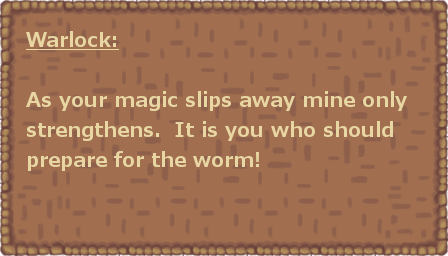 Warlock:
As your magic slips away mine only
strengthens.  It is you who should
prepare for the worm!